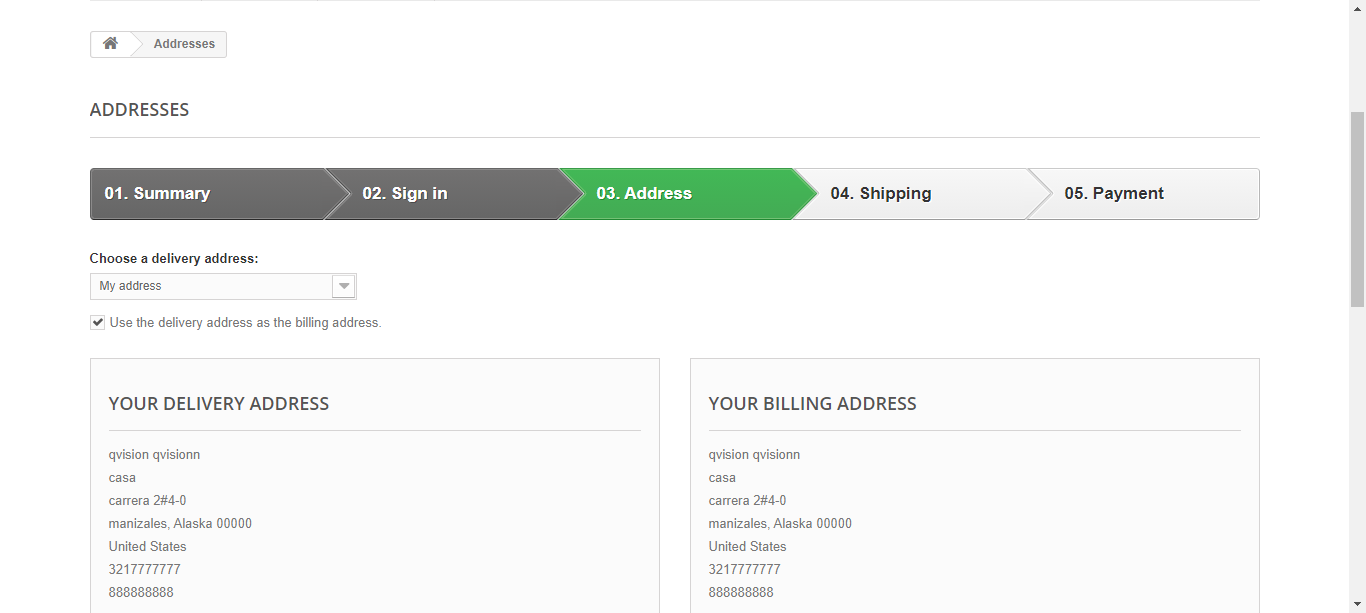 Addresses
ADDRESSES
01. Summary 02. Sign in 03. Address 04. Shipping 05. Payment
Choose a delivery address:
My address
Use the delivery address as the billing address.
YOUR DELIVERY ADDRESS
qvision qvisionn
casa
carrera 2#4-0
manizales, Alaska 00000
United States
3217777777
888888888
YOUR BILLING ADDRESS
qvision qvisionn
casa
carrera 2#4-0
manizales, Alaska 00000
United States
3217777777
888888888